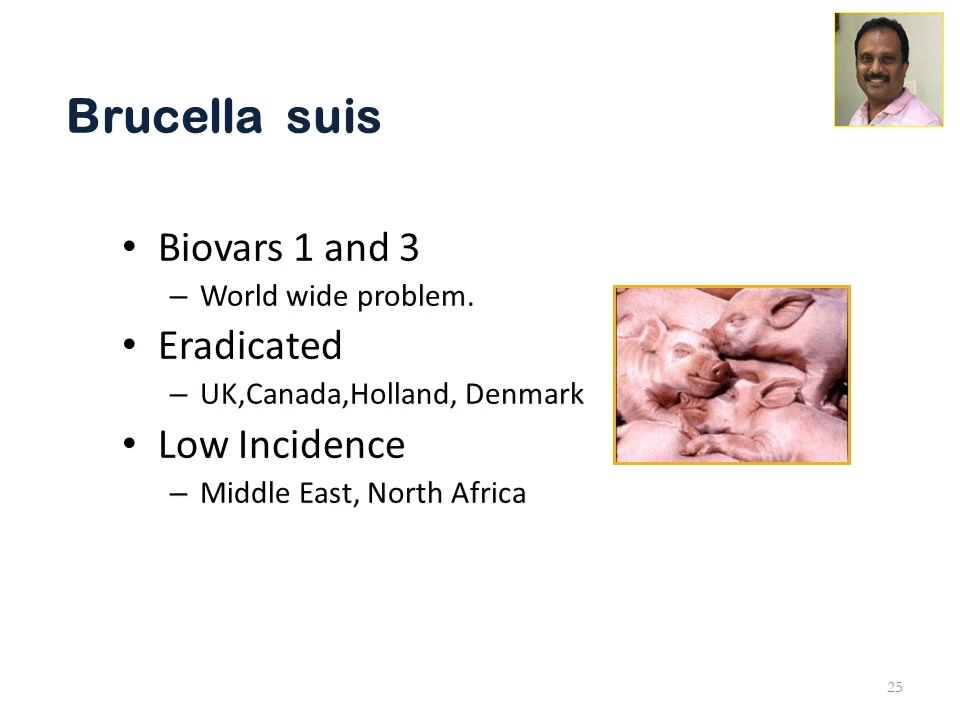 Brucella suis
• Biovars 1 and 3
– World wide problem.
• Eradicated
– UK,Canada,Holland, Denmark
• Low Incidence
– Middle East, North Africa
25